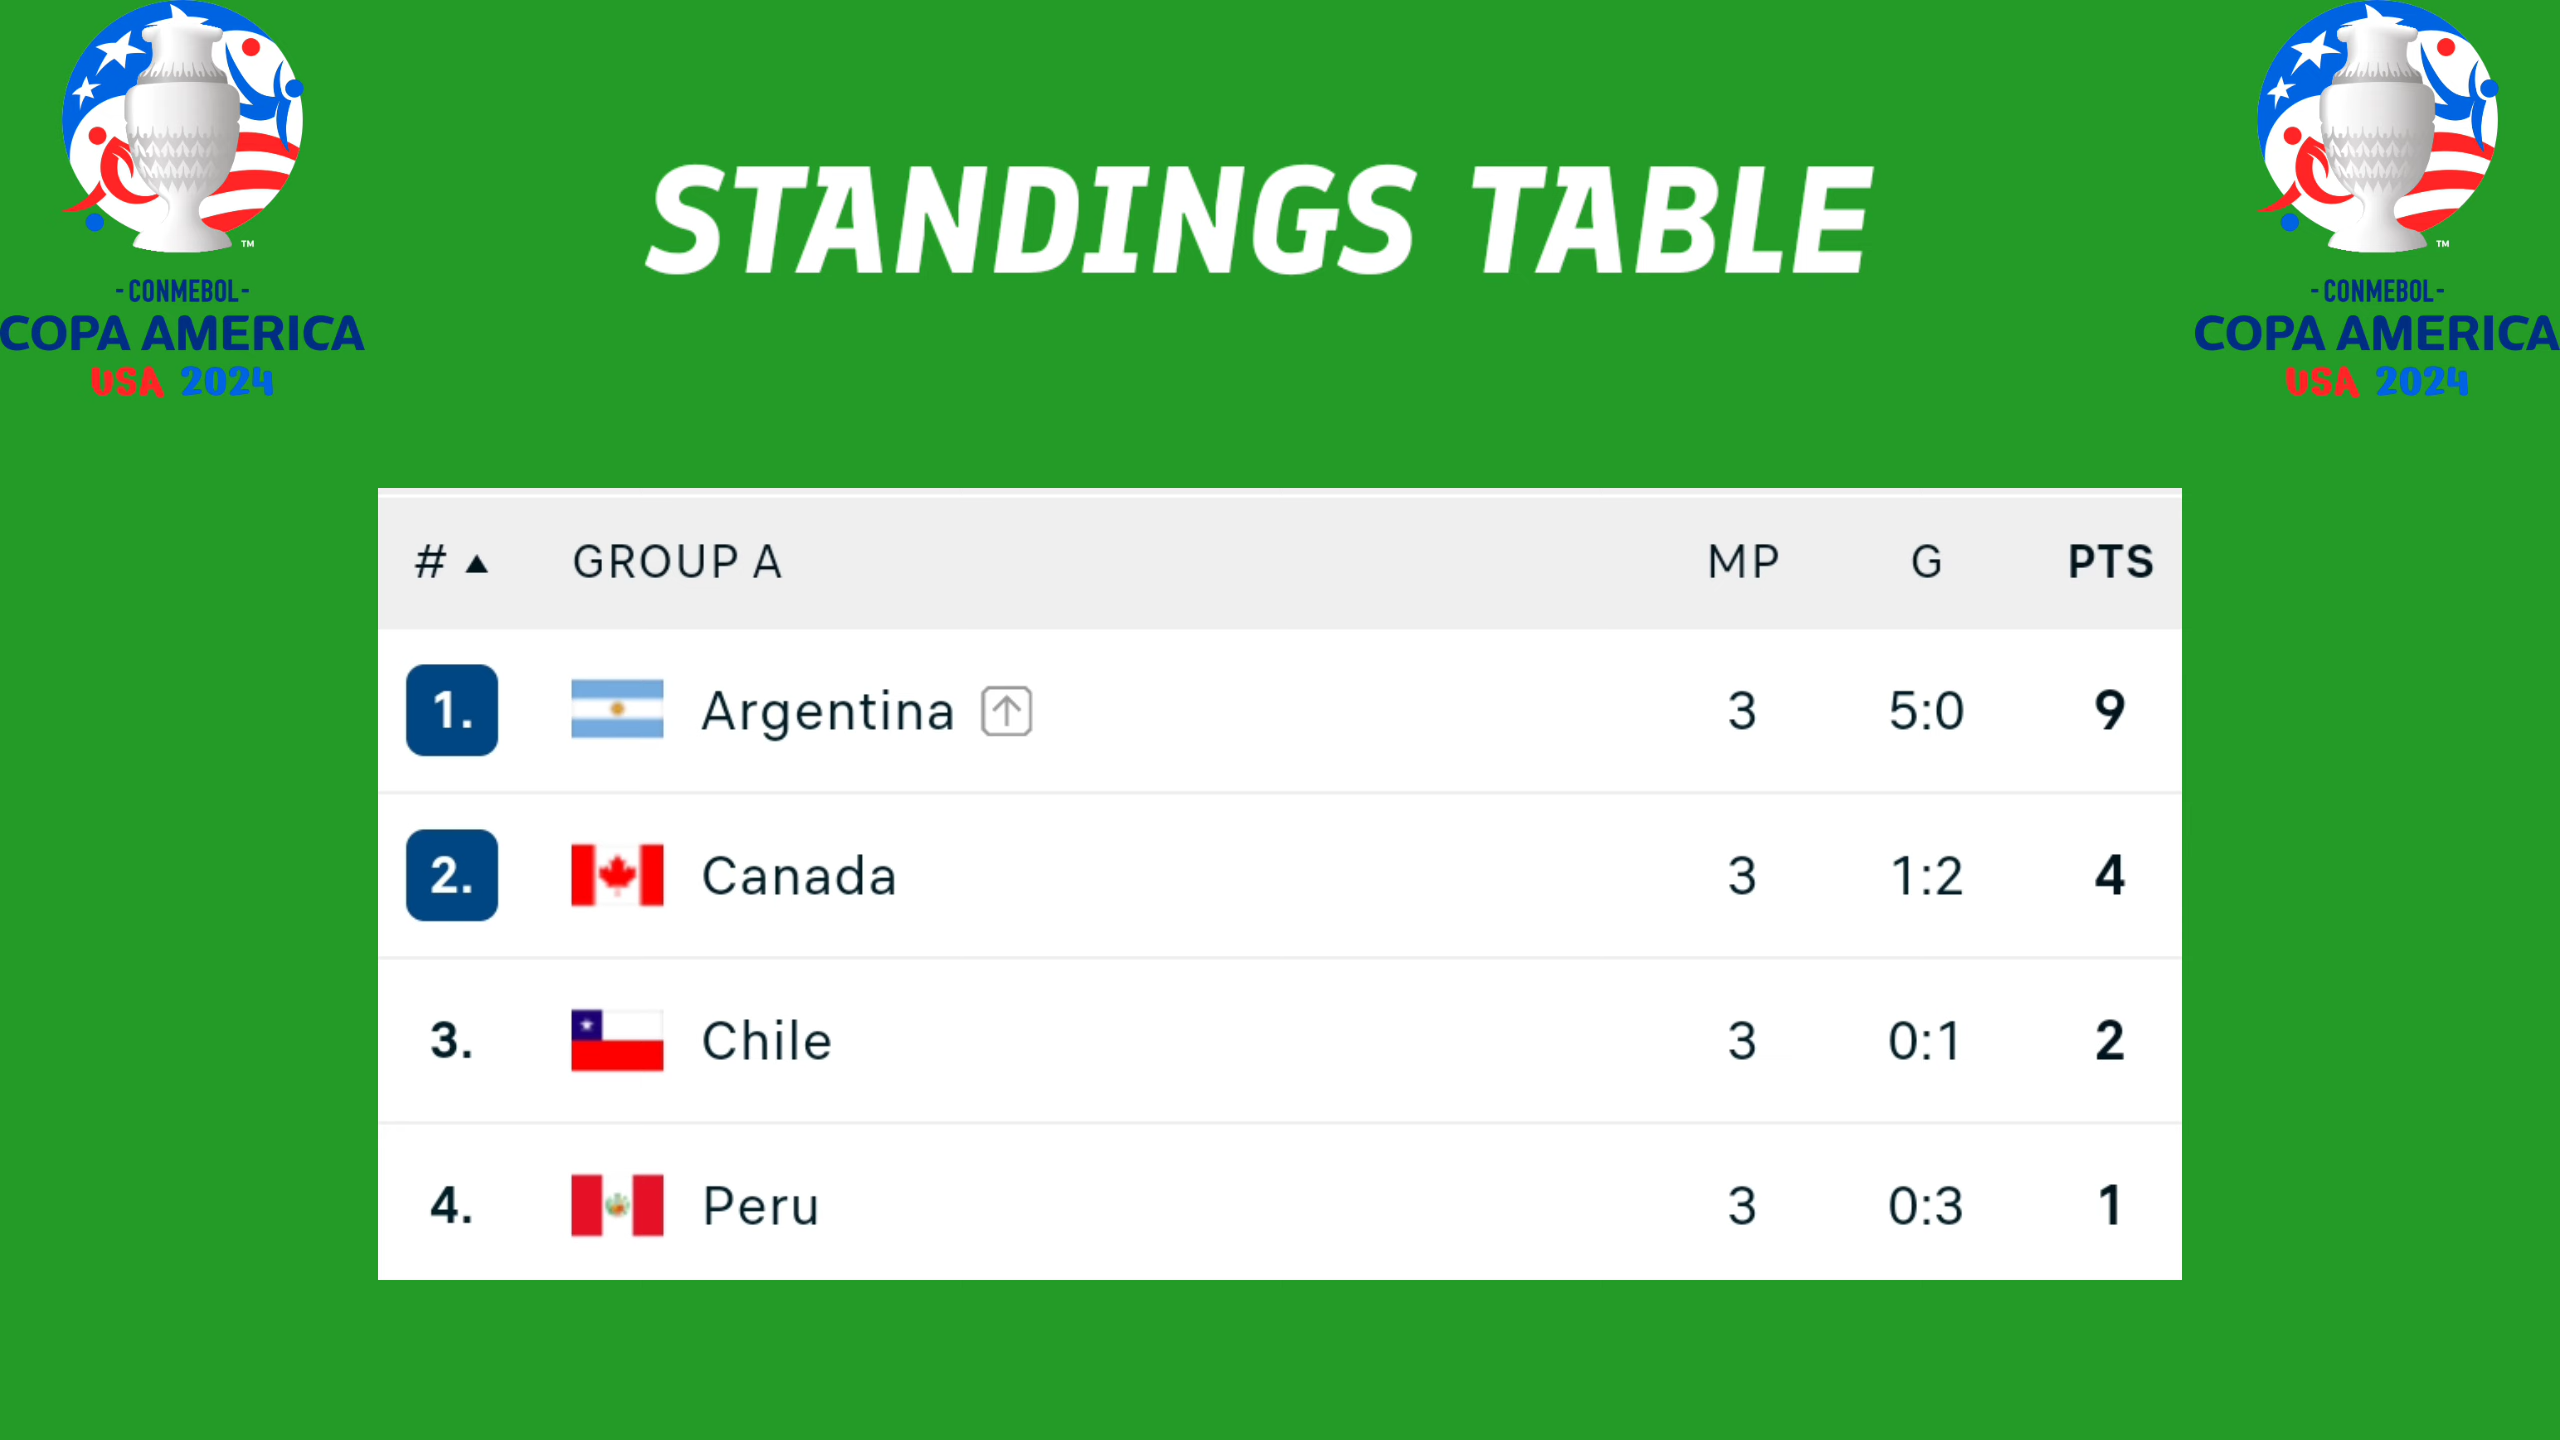 STANDINGS TABLE
TM
- CONMEBOL -
COPA AMERICA
USA 2024
TM
- CONMEBOL -
COPA AMERICA
USA 2024
# ▲ GROUP A MP G PTS
1. Argentina 3 5:0 9
2. Canada 3 1:2 4
3. Chile 3 0:1 2
4. Peru 3 0:3 1